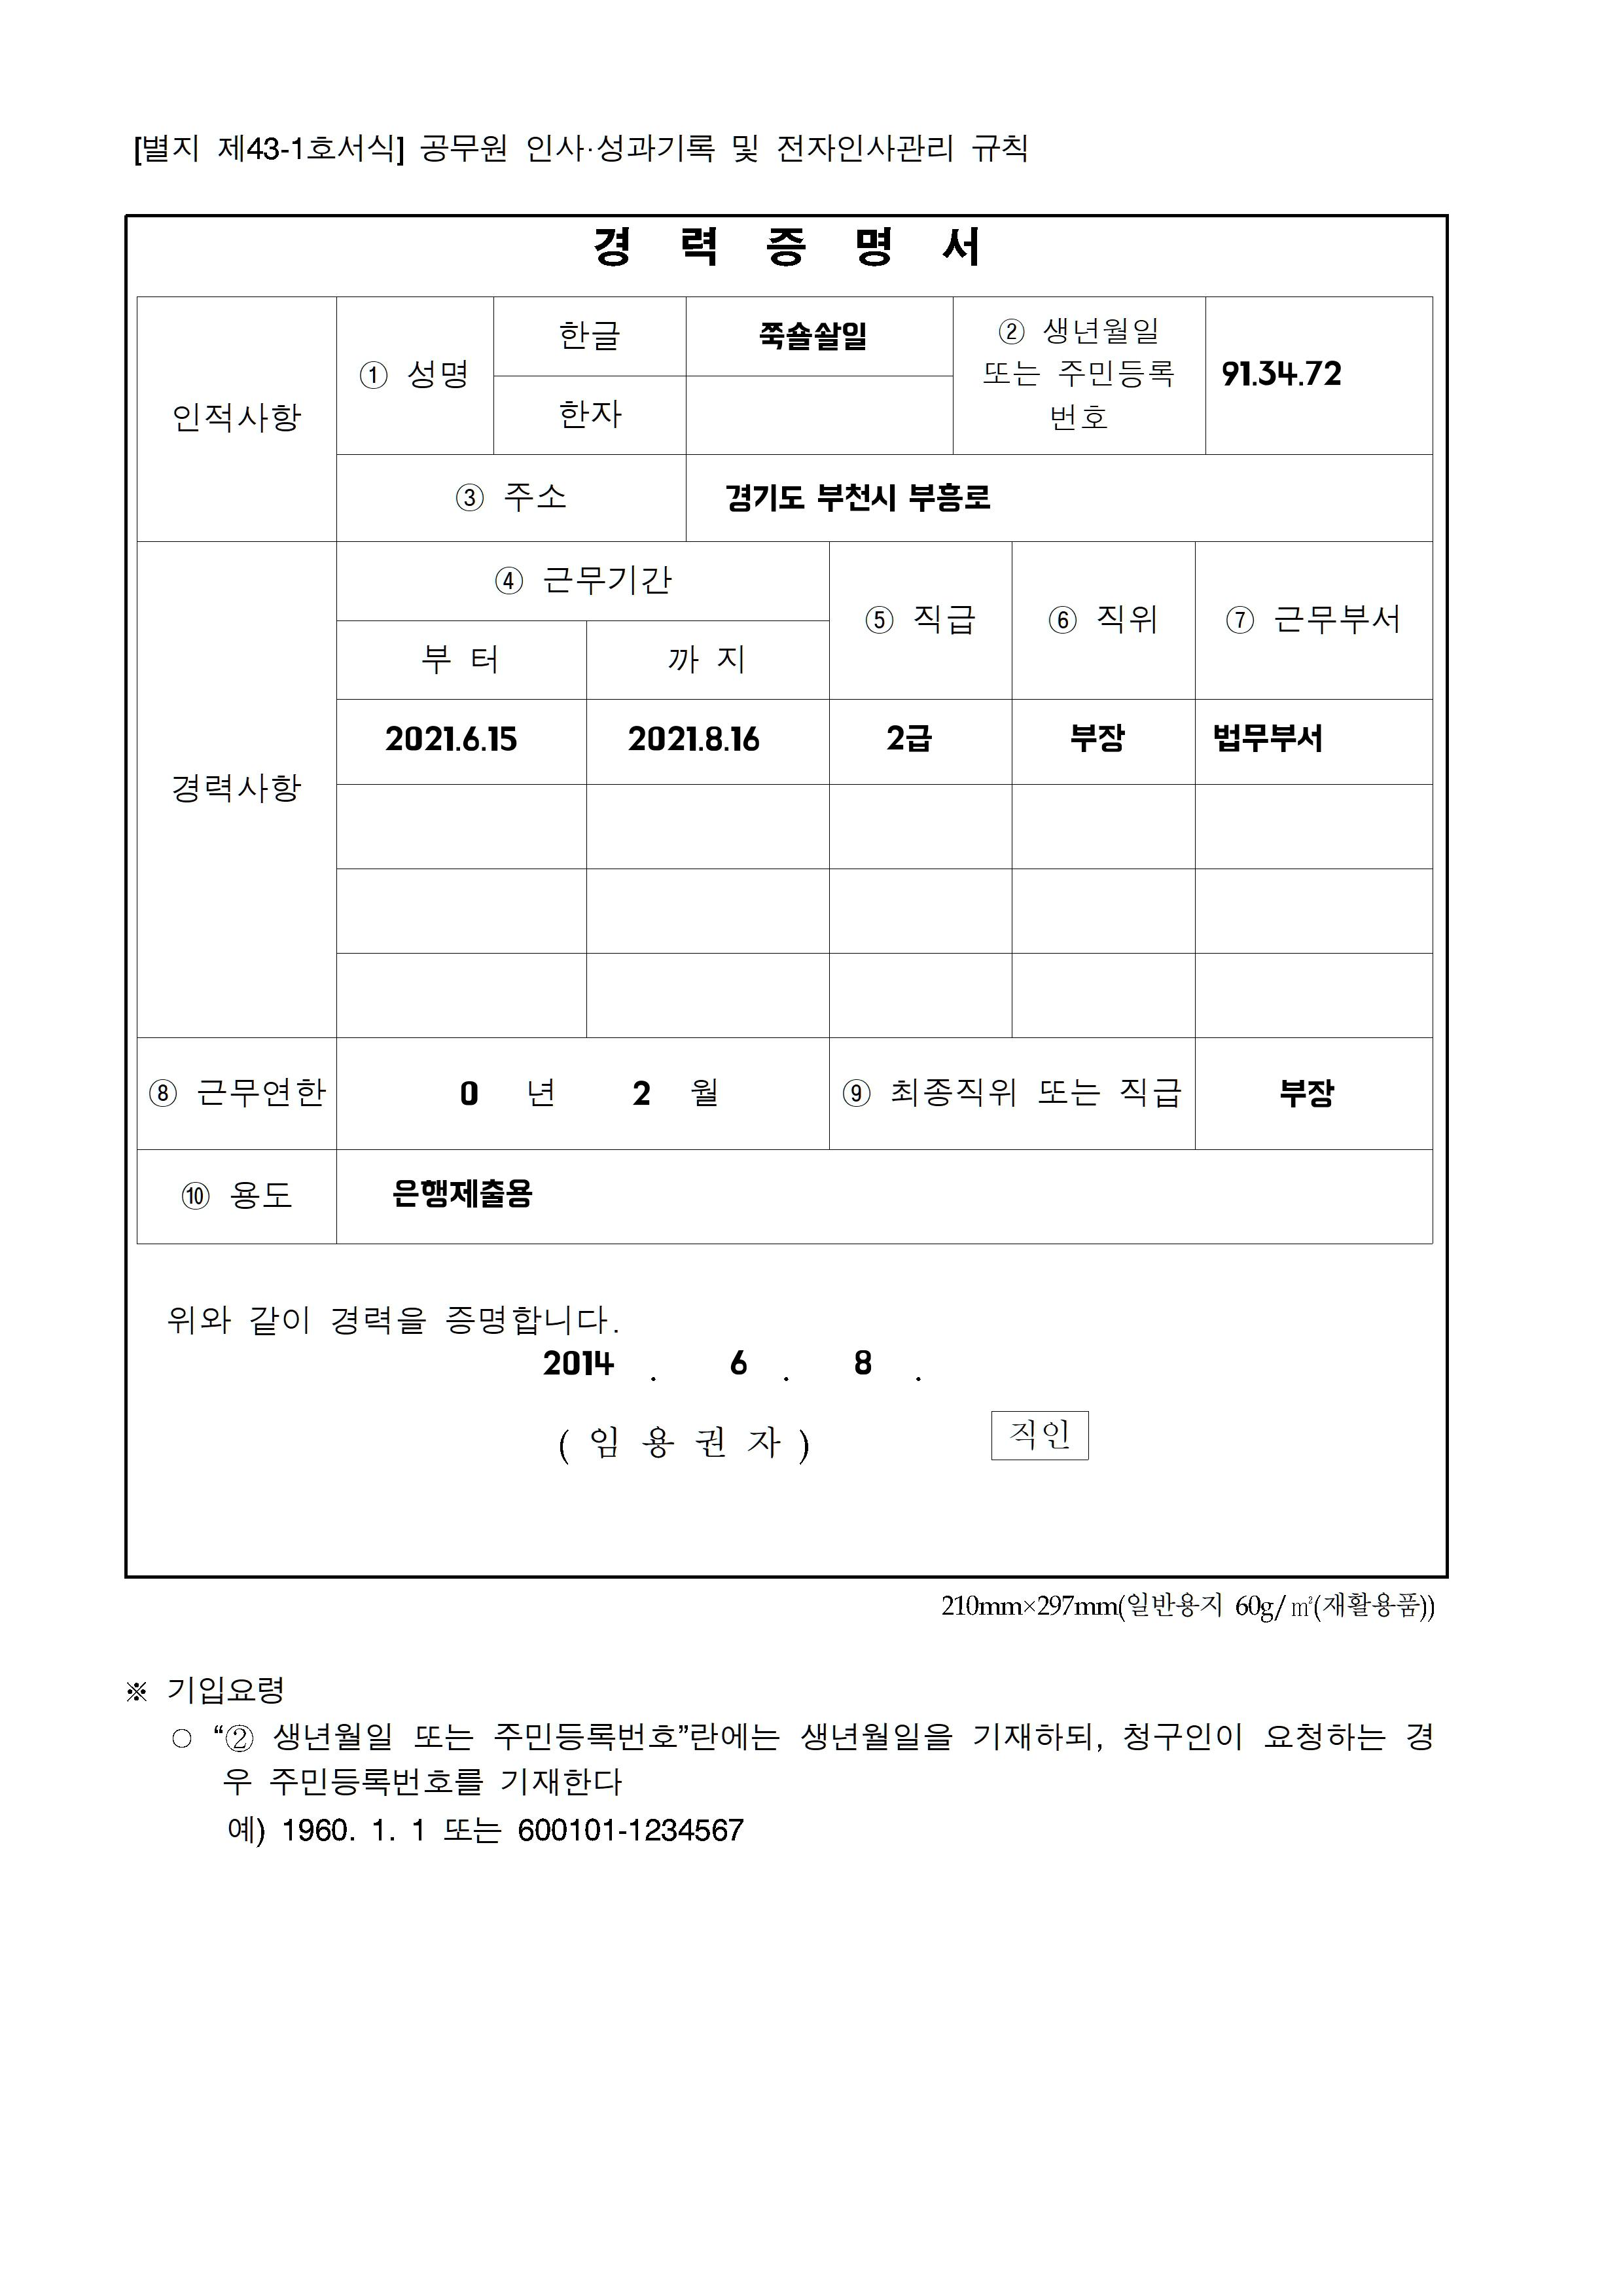 [별지 제43-1호서식] 공무원 인사·성과기록 및 전자인사관리 규칙
경 력 증 명 서
인적사항
① 성명
한글
쭉숄솰일
② 생년월일
또는 주민등록
번호
91.34.72
한자
③ 주소
경기도 부천시 부흥로
경력사항
④ 근무기간
⑤ 직급
⑥ 직위
⑦ 근무부서
부 터
까 지
2021.6.15
2021.8.16
2급
부장
법무부서
⑧ 근무연한
0 년 2 월
⑨ 최종직위 또는 직급
부장
⑩ 용도
은행제출용
위와 같이 경력을 증명합니다.
2014 . 6 . 8 .
( 임 용 권 자 )
직인
210mm×297mm(일반용지 60g/㎡(재활용품))
※ 기입요령
○ “② 생년월일 또는 주민등록번호”란에는 생년월일을 기재하되, 청구인이 요청하는 경
우 주민등록번호를 기재한다
예) 1960. 1. 1 또는 600101-1234567